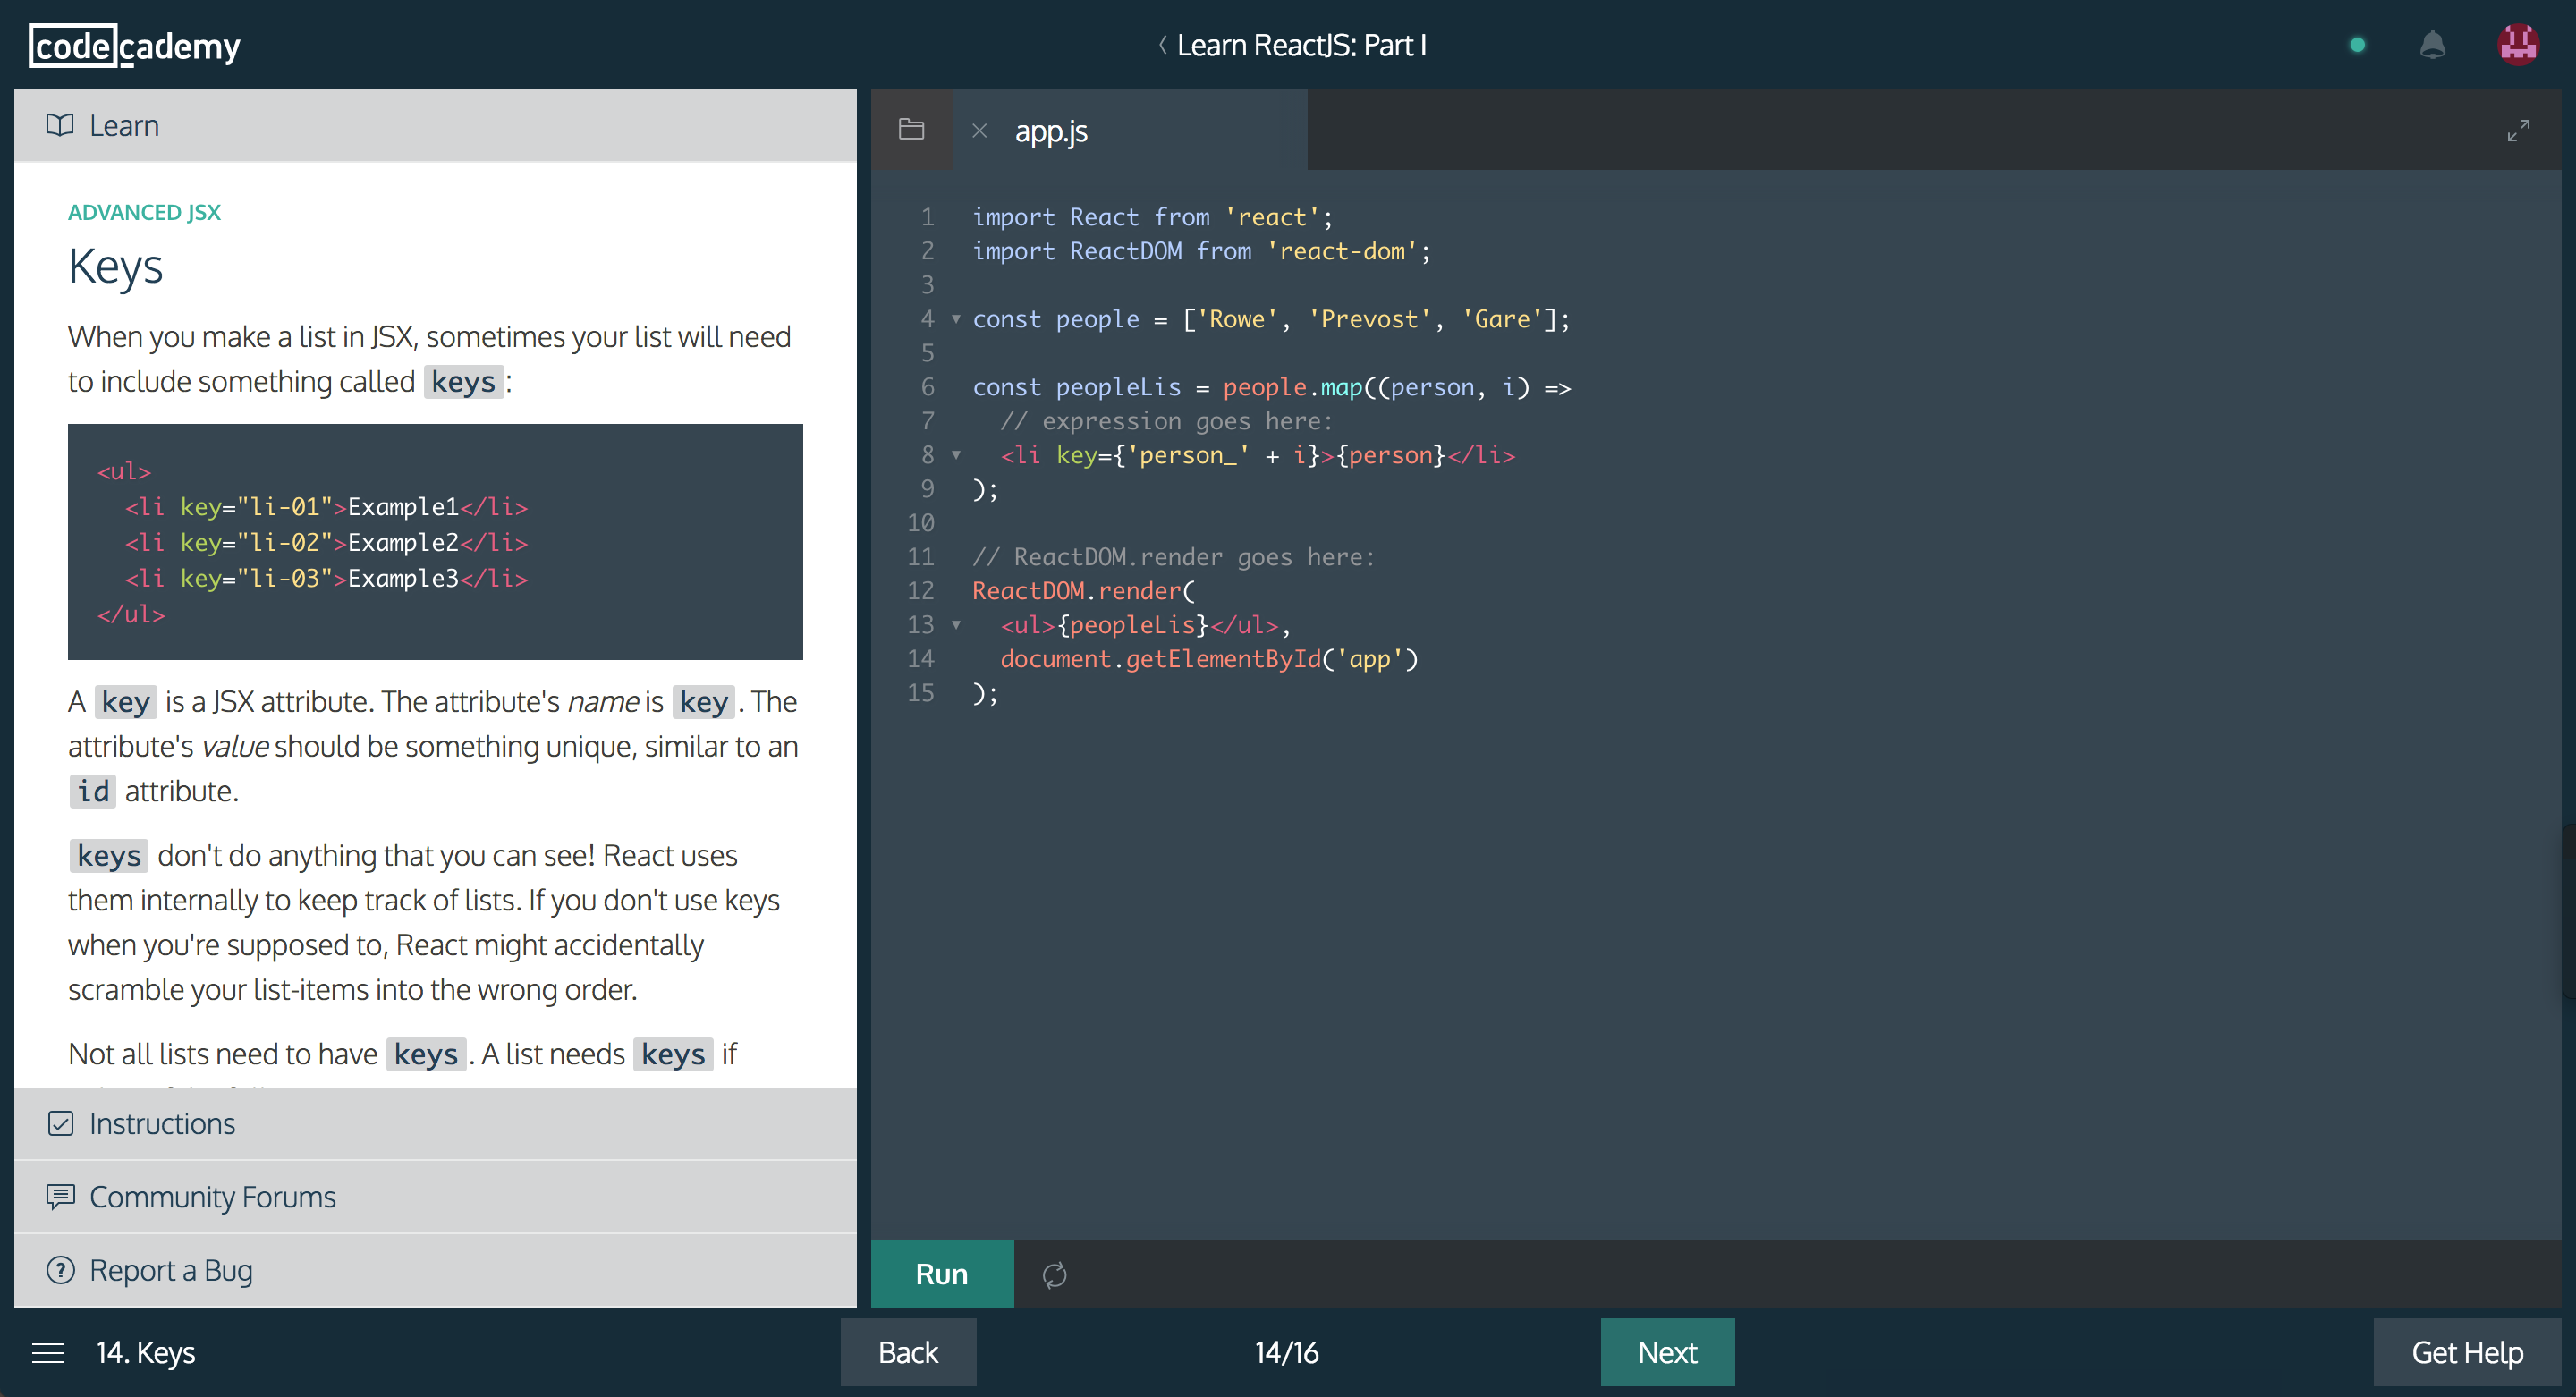 codecademy
Learn ReactJS: Part I
Learn
ADVANCED JSX
Keys
When you make a list in JSX, sometimes your list will need
to include something called keys :
<ul>
  <li key="li-01">Example1</li>
  <li key="li-02">Example2</li>
  <li key="li-03">Example3</li>
</ul>
A key is a JSX attribute. The attribute's name is key . The
attribute's value should be something unique, similar to an
id attribute.
keys don't do anything that you can see! React uses
them internally to keep track of lists. If you don't use keys
when you're supposed to, React might accidentally
scramble your list-items into the wrong order.
Not all lists need to have keys . A list needs keys if
Instructions
Community Forums
Report a Bug
app.js
1 import React from 'react';
2 import ReactDOM from 'react-dom';
3
4 const people = ['Rowe', 'Prevost', 'Gare'];
5
6 const peopleLis = people.map((person, i) =>
7   // expression goes here:
8   <li key={'person_' + i}>{person}</li>
9 );
10
11 // ReactDOM.render goes here:
12 ReactDOM.render(
13   <ul>{peopleLis}</ul>,
14   document.getElementById('app')
15 );
Run
14. Keys
Back
14/16
Next
Get Help